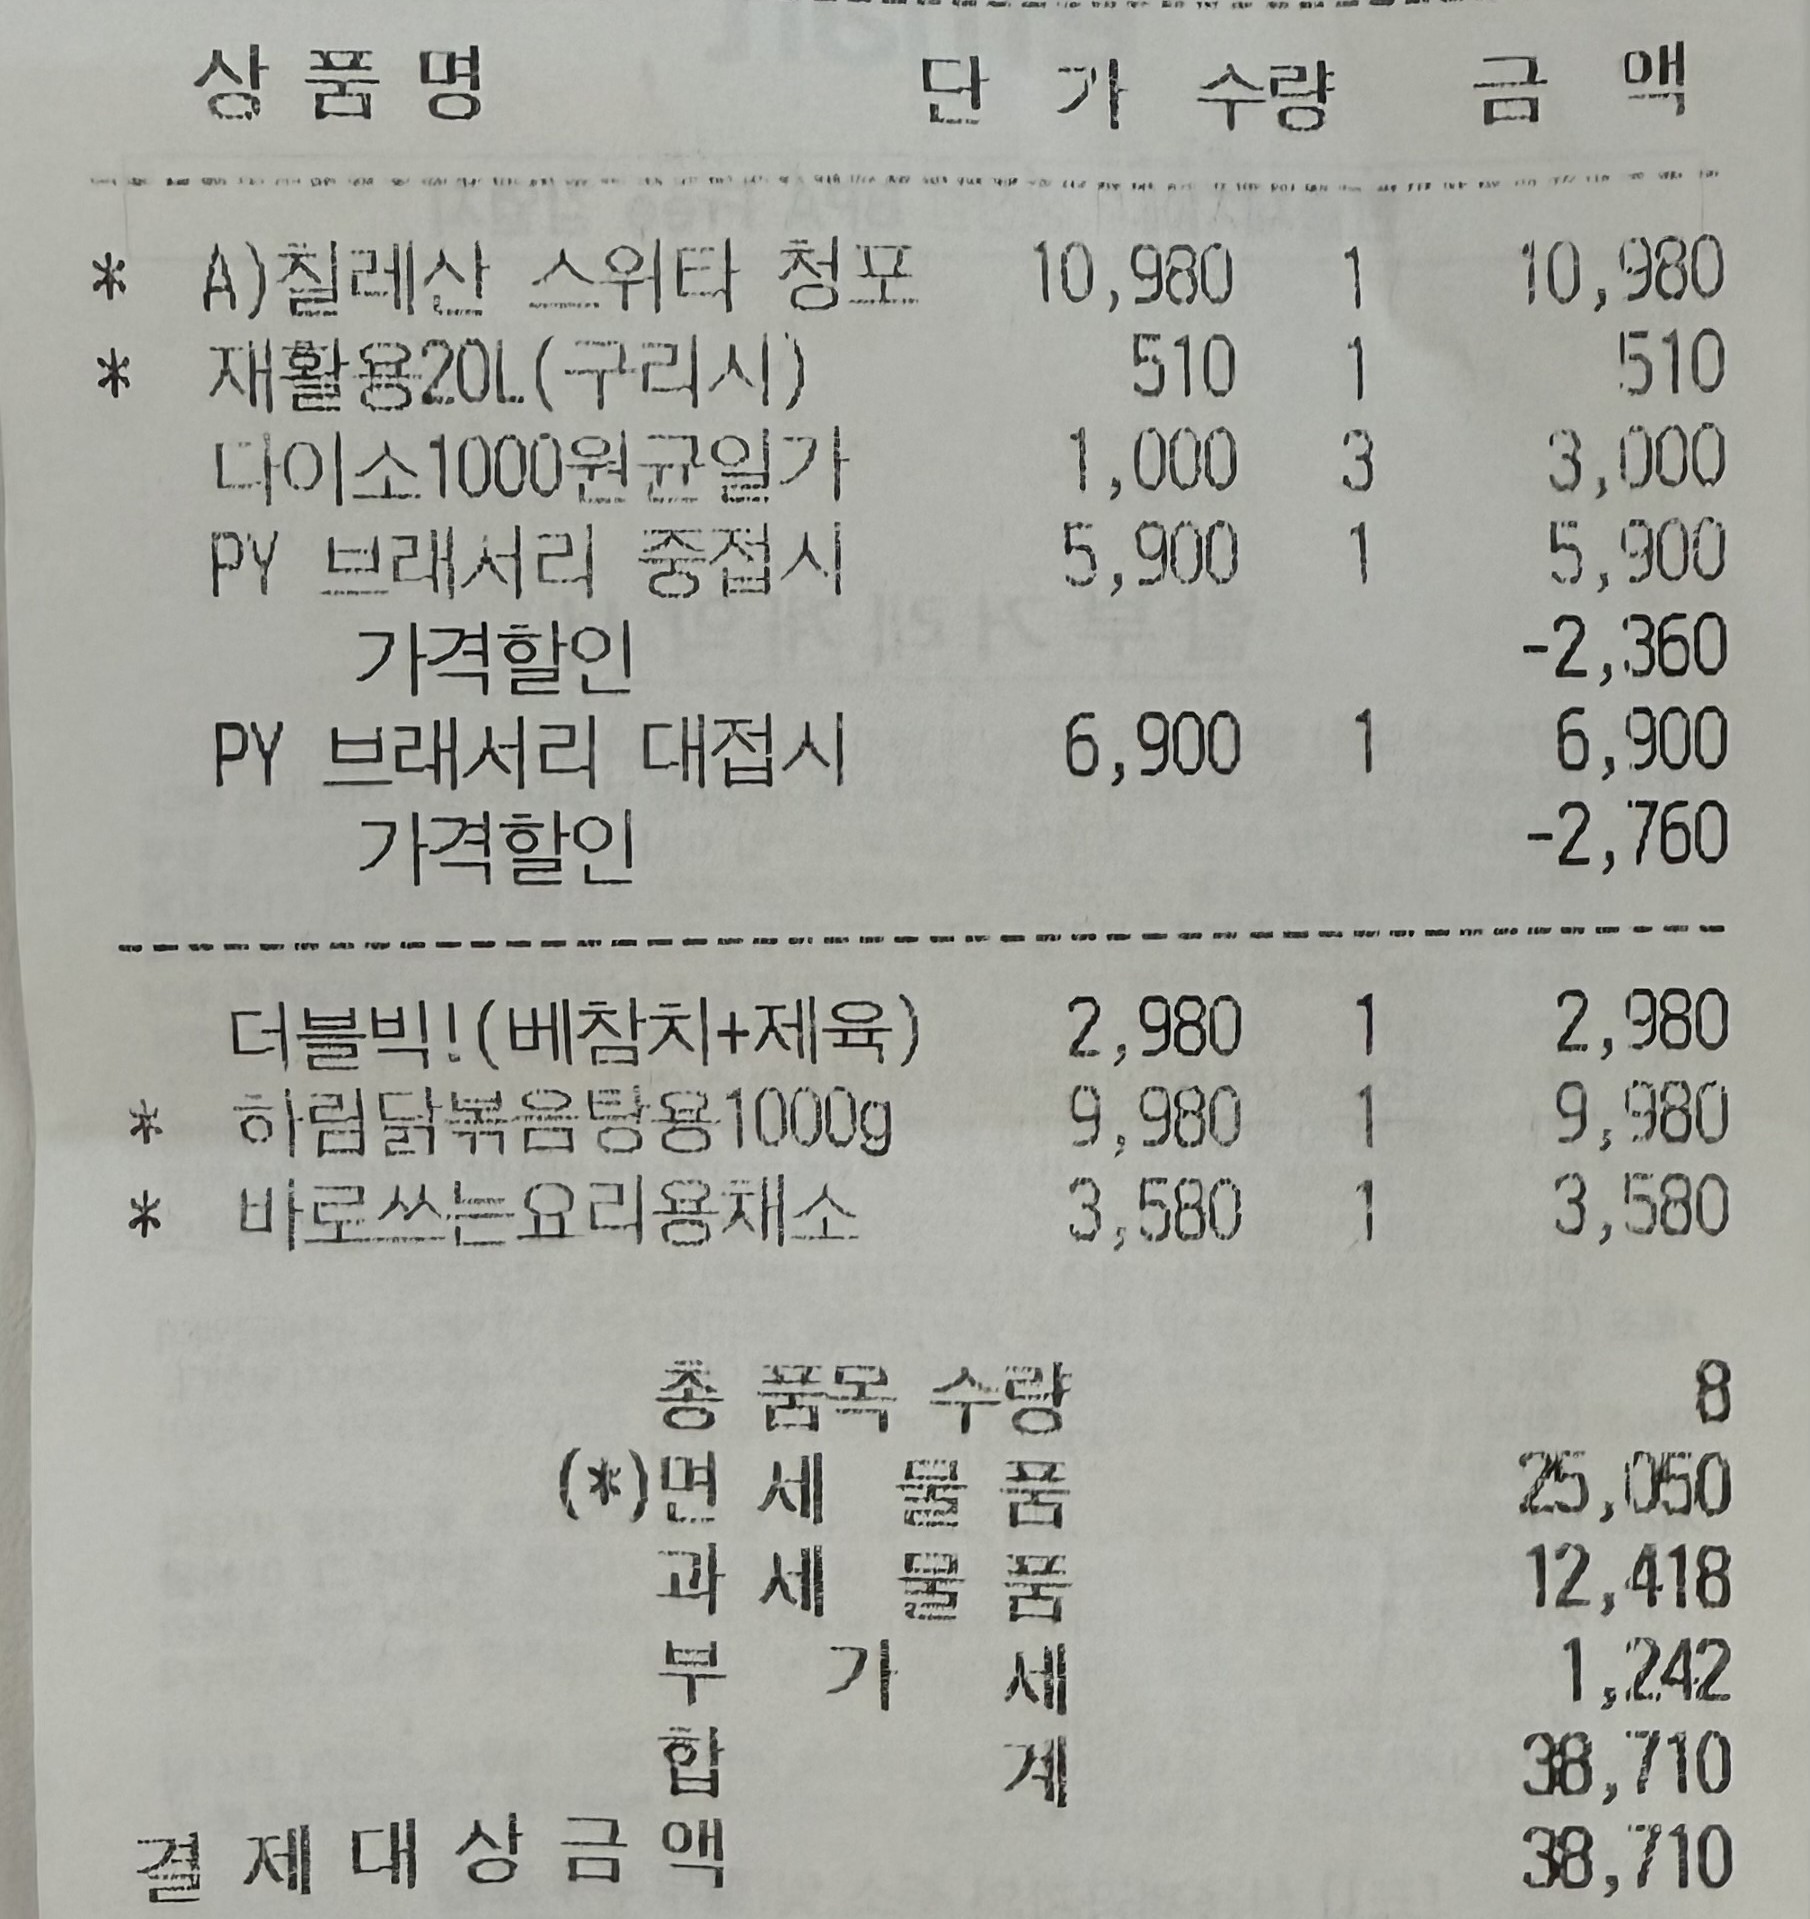 상 품 명 단 가 수량 금 액
* A)칠레산 스위티 청포 10,980 1 10,980
* 재활용20L(구리시) 510 1 510
다이소1000원균일가 1,000 3 3,000
PY 브래서리 중접시 5,900 1 5,900
가격할인 -2,360
PY 브래서리 대접시 6,900 1 6,900
가격할인 -2,760
더블빅!(베참치+제육) 2,980 1 2,980
* 하림닭볶음탕용1000g 9,980 1 9,980
* 바로쓰는요리용채소 3,580 1 3,580
총 품목 수량 8
(*)면 세 물 품 25,050
과 세 물 품 12,418
부 가 세 1,242
합 계 38,710
결 제 대 상 금 액 38,710